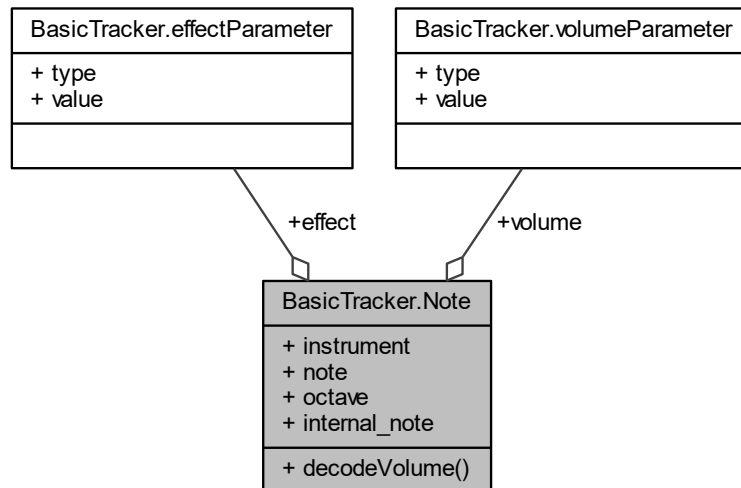 BasicTracker.effectParameter
+ type
+ value
BasicTracker.volumeParameter
+ type
+ value
+effect
+volume
BasicTracker.Note
+ instrument
+ note
+ octave
+ internal_note
+ decodeVolume()